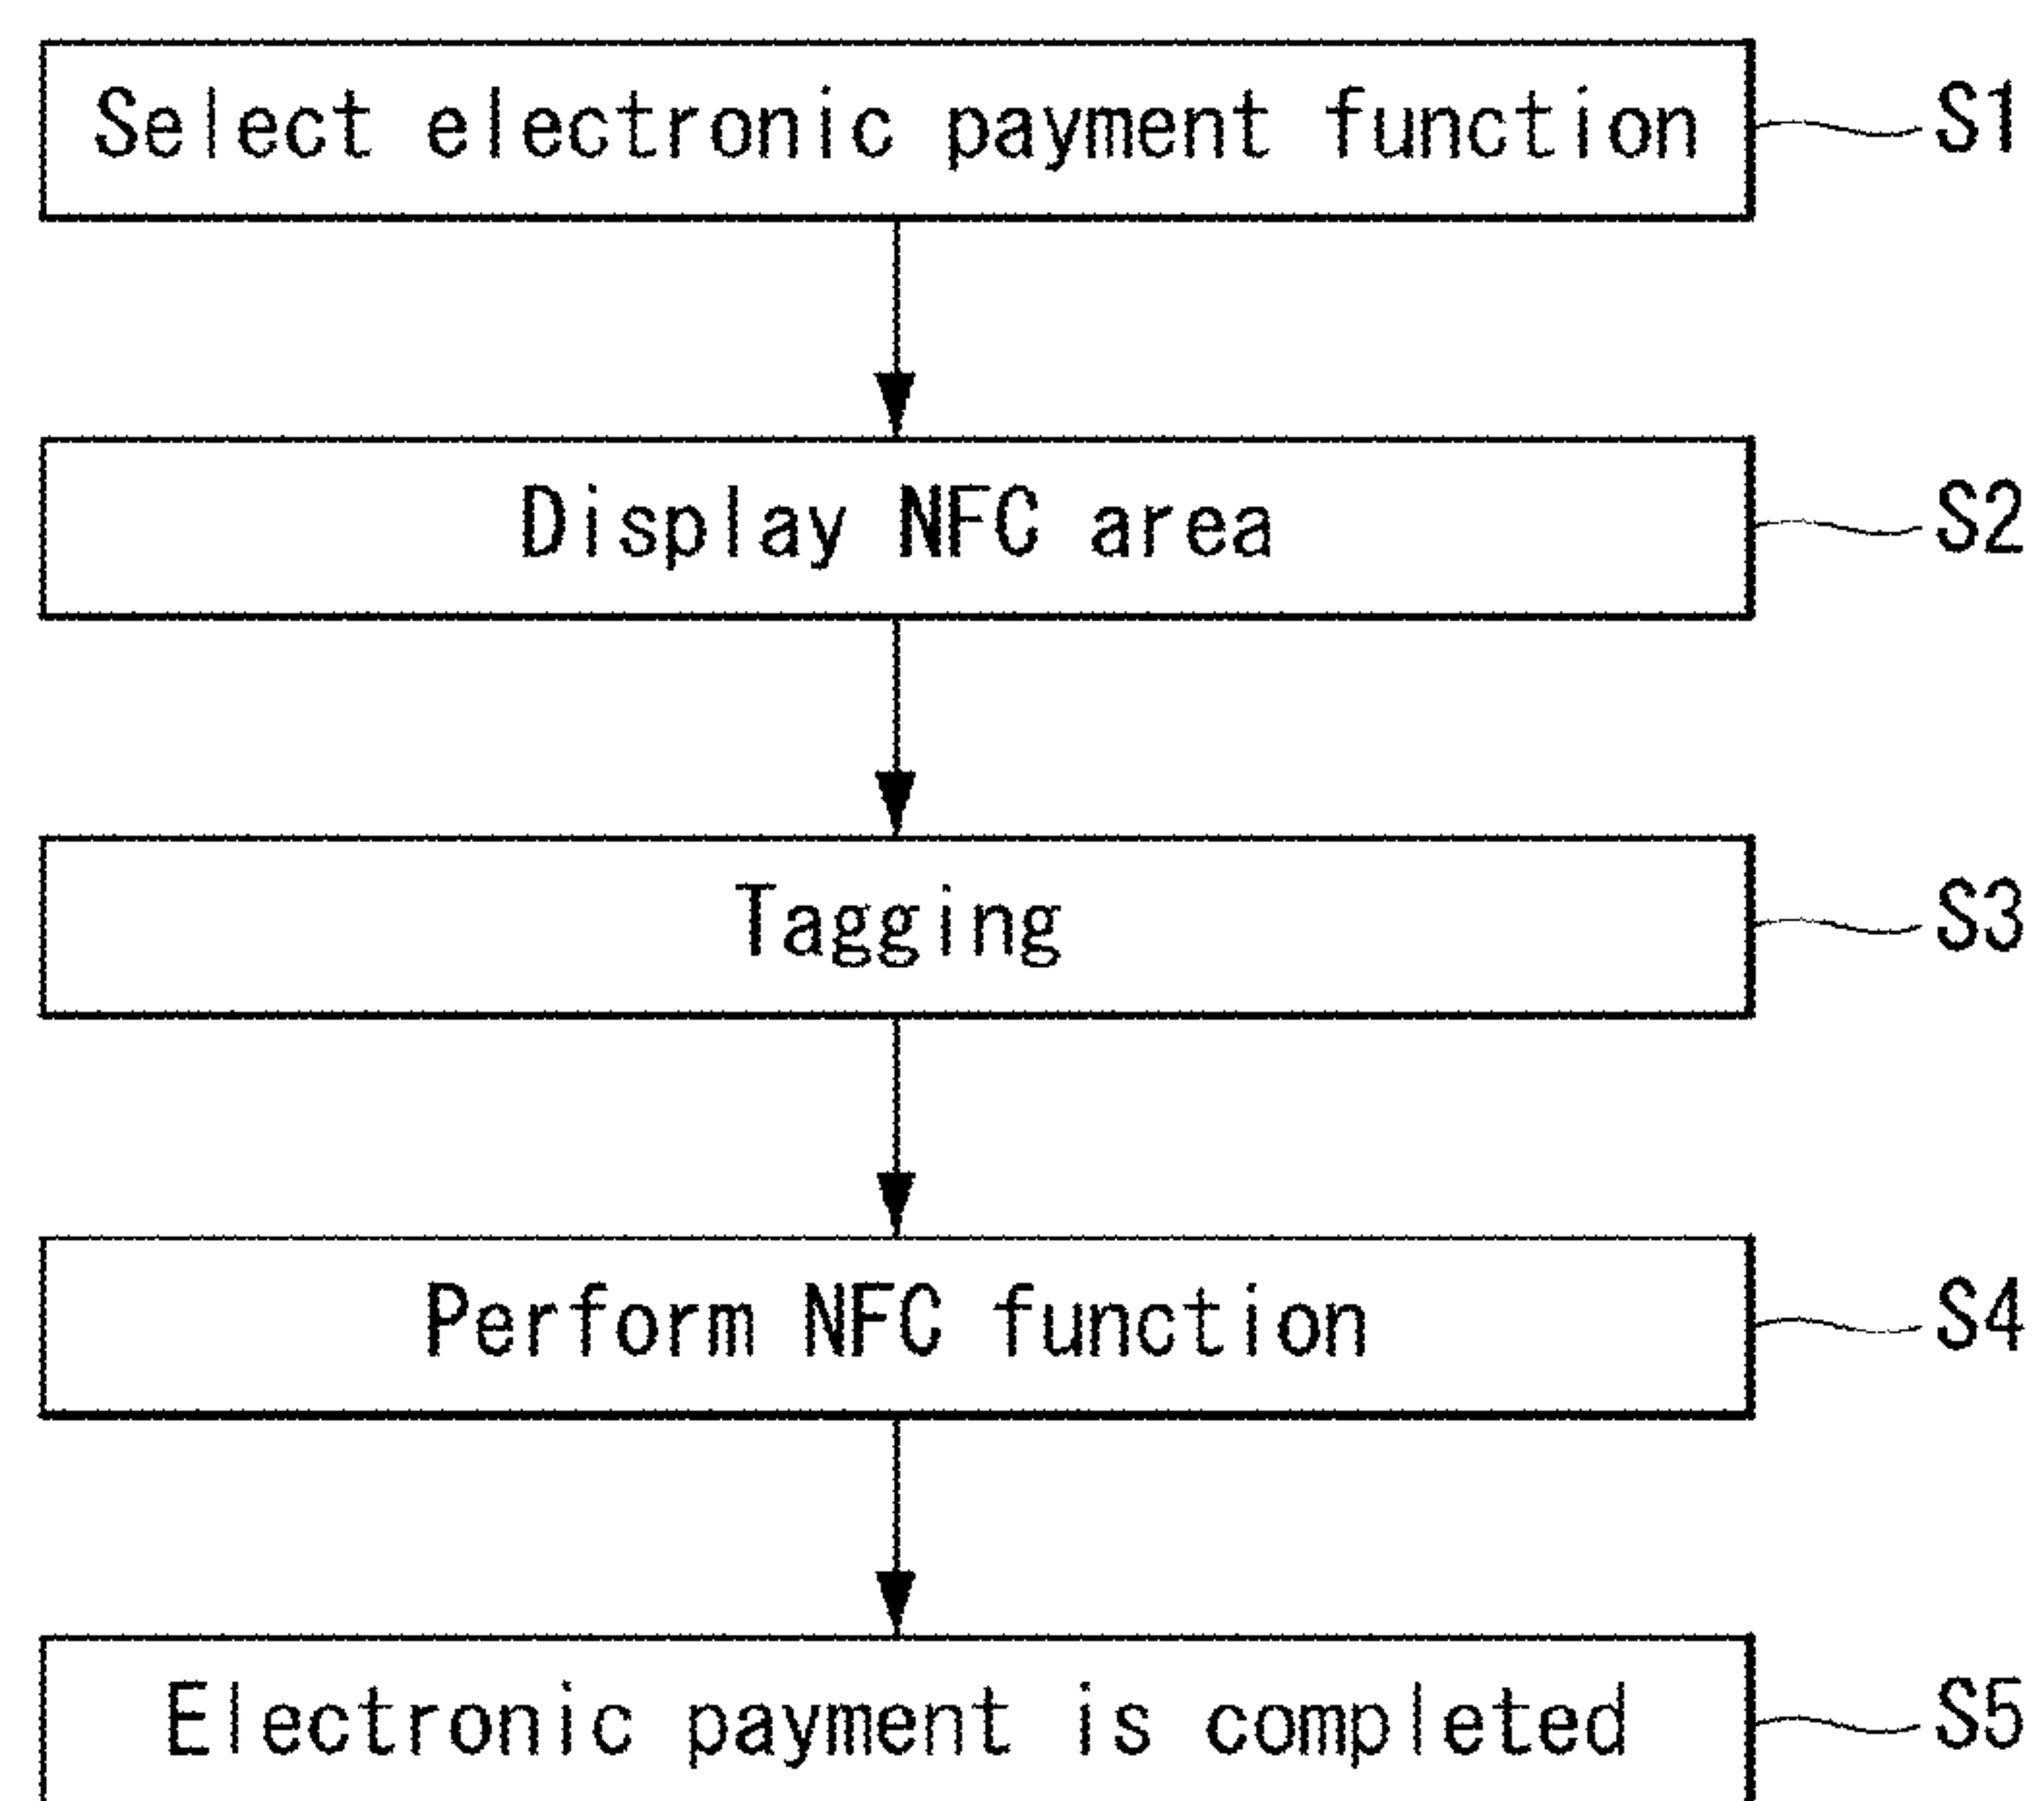 Select electronic payment function S1
Display NFC area S2
Tagging S3
Perform NFC function S4
Electronic payment is completed S5